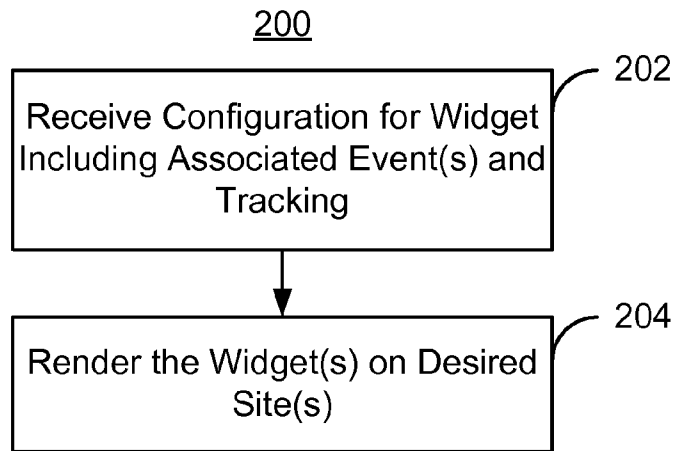 200
202
Receive Configuration for Widget
Including Associated Event(s) and
Tracking
204
Render the Widget(s) on Desired
Site(s)